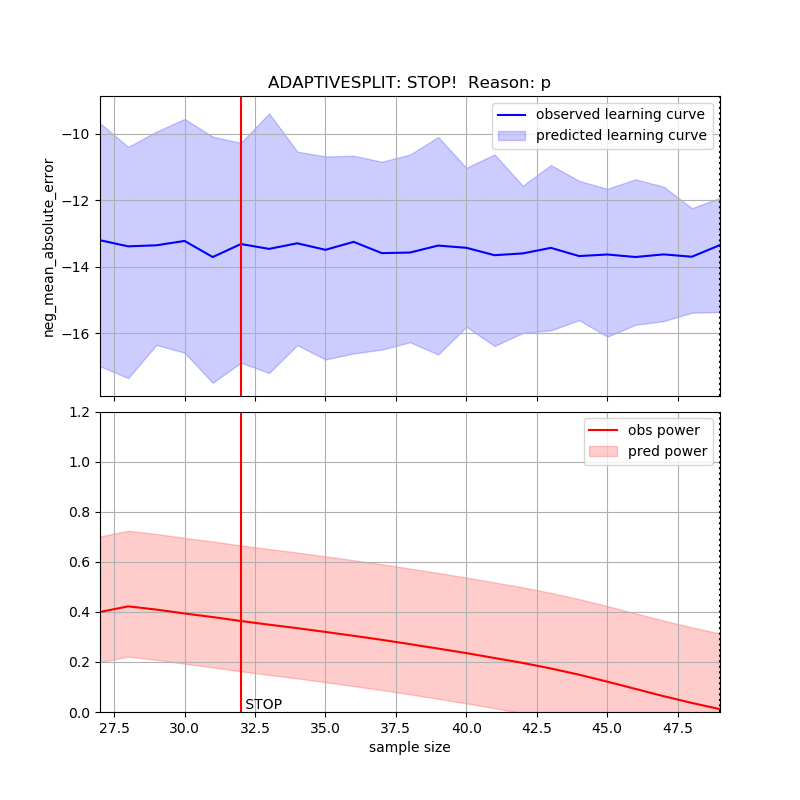 ADAPTIVESPLIT: STOP!  Reason: p
observed learning curve
predicted learning curve
neg_mean_absolute_error
−10
−12
−14
−16
obs power
pred power
1.2
1.0
0.8
0.6
0.4
0.2
0.0
STOP
27.5 30.0 32.5 35.0 37.5 40.0 42.5 45.0 47.5
sample size